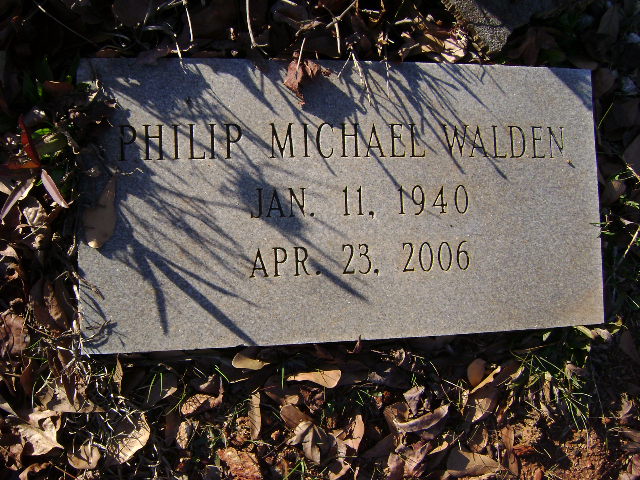 PHILIP MICHAEL WALDEN
JAN. 11, 1940
APR. 23, 2006